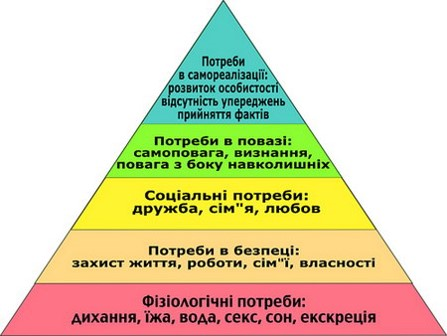 Потреби
в самореалізації:
розвиток особистості
відсутність упереджень
прийняття фактів
Потреби в повазі:
самоповага, визнання,
повага з боку навколишніх
Соціальні потреби:
дружба, сім"я, любов
Потреби в безпеці:
захист життя, роботи, сім"ї, власності
Фізіологічні потреби:
дихання, їжа, вода, секс, сон, екскреція